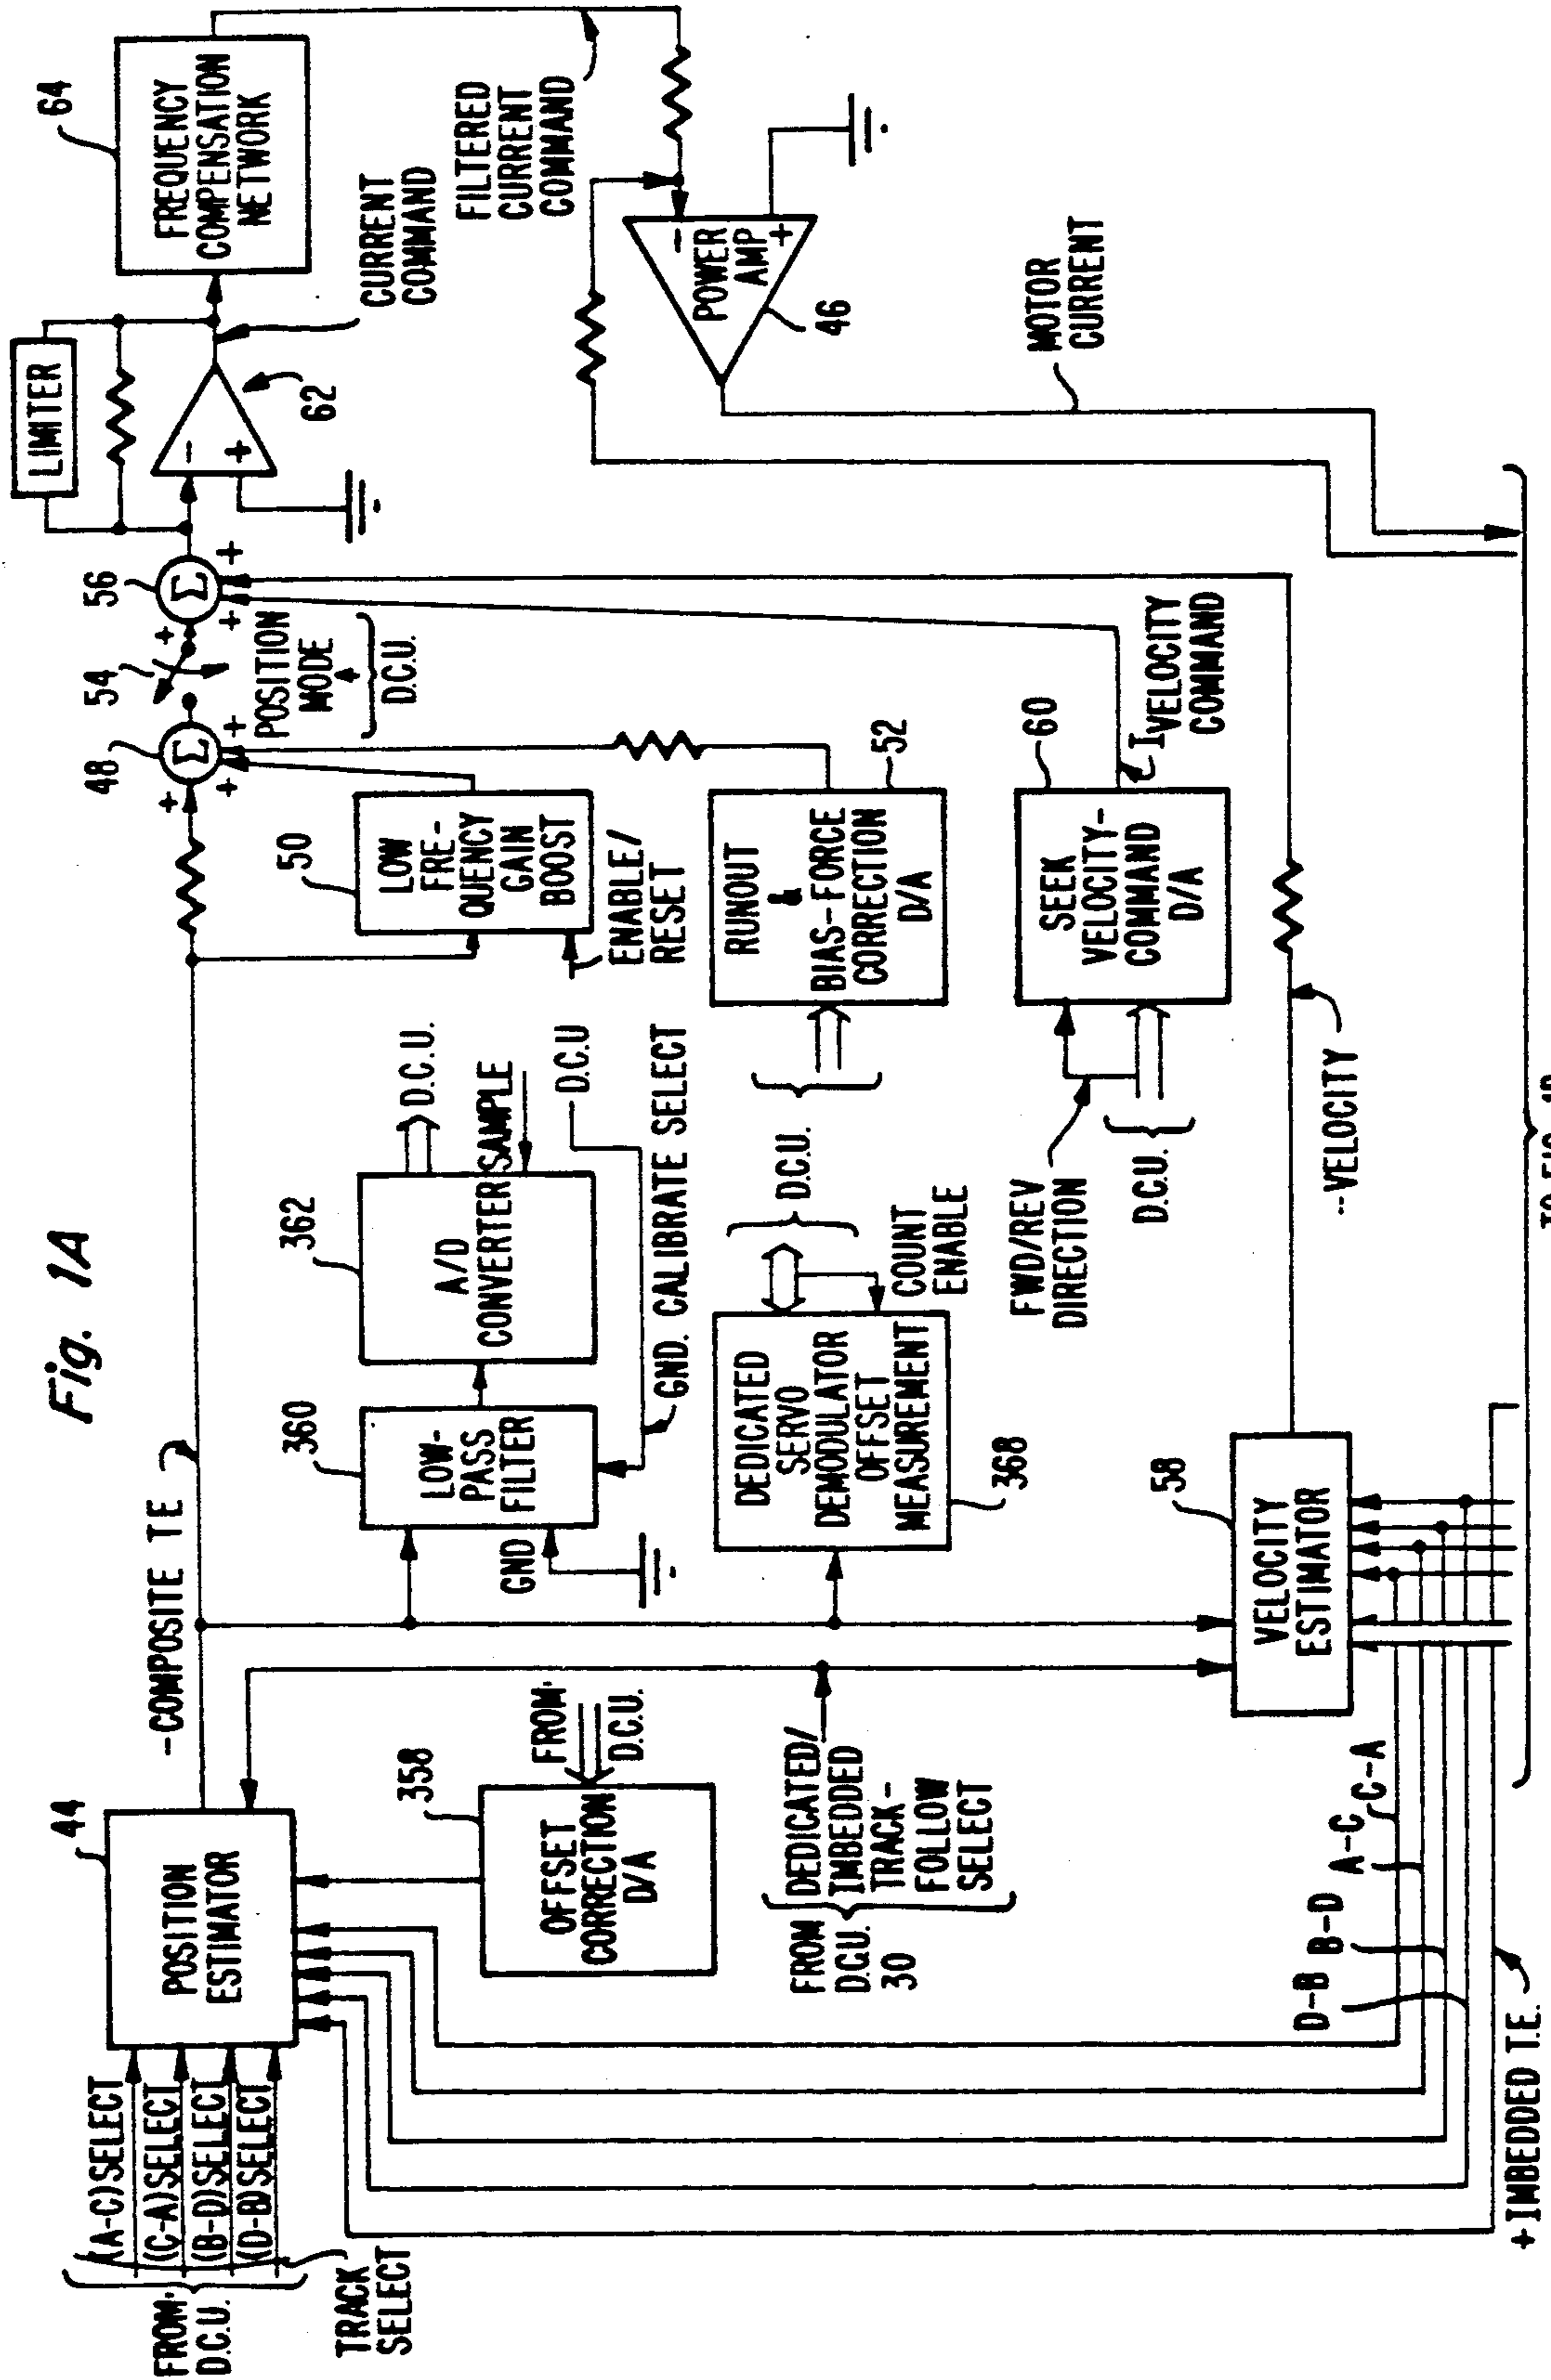 Fig. 1A
44
POSITION
ESTIMATOR
(A-C)SELECT
(C-A)SELECT
(B-D)SELECT
(D-B)SELECT
FROM
D.C.U.
TRACK
SELECT
-COMPOSITE TE
358
OFFSET
CORRECTION
D/A
FROM
D.C.U.
DEDICATED/
IMBEDDED
TRACK-
FOLLOW
SELECT
FROM
D.C.U.
30
360
LOW-
PASS
FILTER
GND
362
A/D
CONVERTER
SAMPLE
D.C.U.
D.C.U
GND. CALIBRATE SELECT
DEDICATED
SERVO
DEMODULATOR
OFFSET
MEASUREMENT
368
D.C.U.
COUNT
ENABLE
50
LOW
FRE-
QUENCY
GAIN
BOOST
ENABLE/
RESET
RUNOUT
&
BIAS-FORCE
CORRECTION
D/A
52
60
SEEK
VELOCITY-
COMMAND
D/A
FWD/REV
DIRECTION
D.C.U.
I VELOCITY
COMMAND
48
Σ
+
+
+
54
POSITION
MODE
D.C.U.
56
Σ
+
+
+
LIMITER
-
+
62
CURRENT
COMMAND
64
FREQUENCY
COMPENSATION
NETWORK
FILTERED
CURRENT
COMMAND
-
POWER
AMP
+
46
MOTOR
CURRENT
58
VELOCITY
ESTIMATOR
--VELOCITY
C-A
A-C
B-D
D-B
+IMBEDDED T.E.